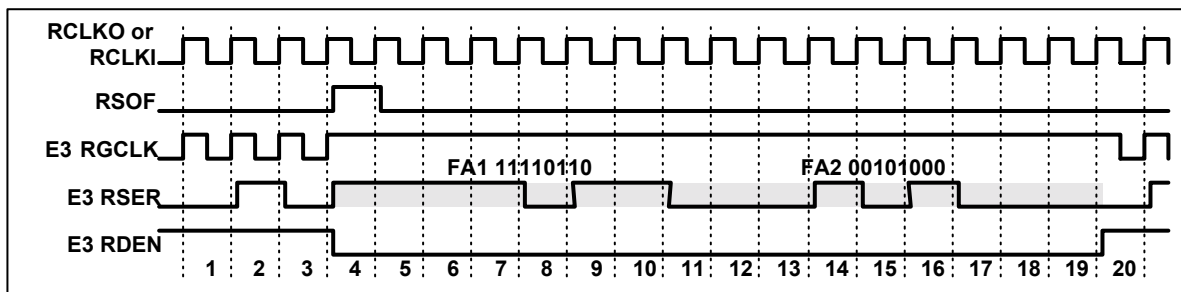 RCLKO or
RCLKI
RSOF
E3 RGCLK
FA1 11110110 FA2 00101000
E3 RSER
E3 RDEN
1 2 3 4 5 6 7 8 9 10 11 12 13 14 15 16 17 18 19 20